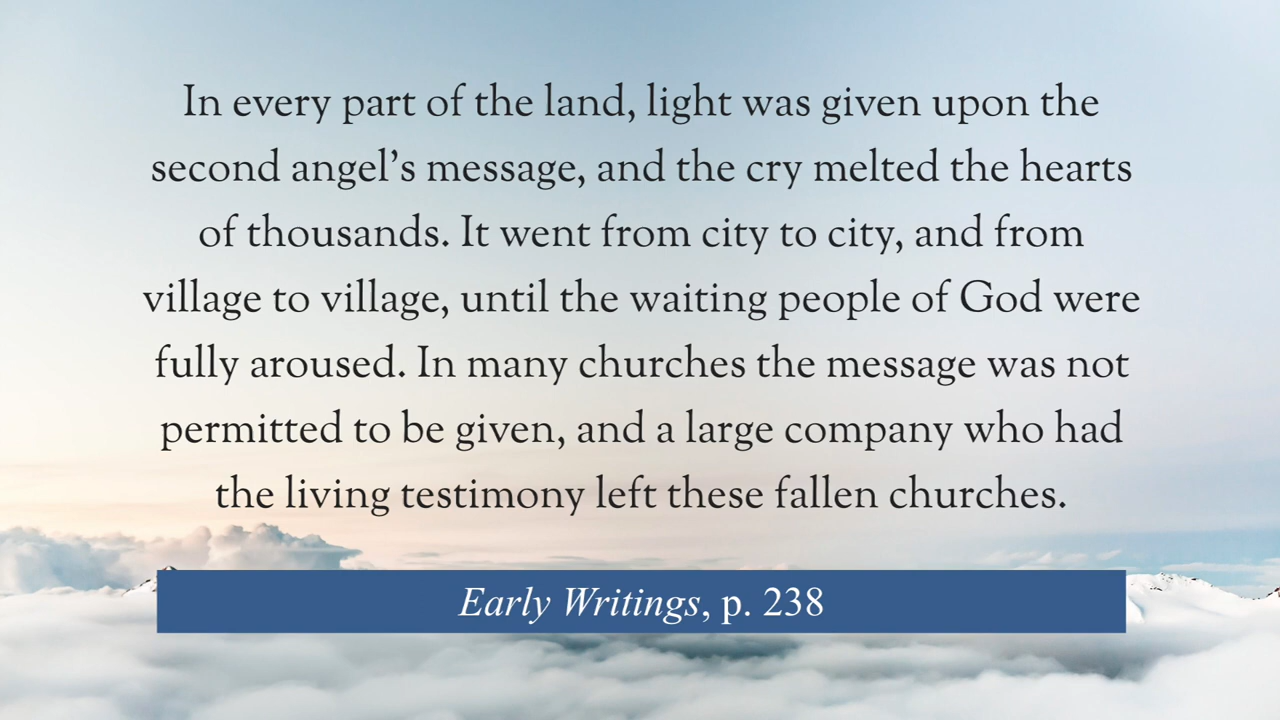 In every part of the land, light was given upon the
second angel’s message, and the cry melted the hearts
of thousands. It went from city to city, and from
village to village, until the waiting people of God were
fully aroused. In many churches the message was not
permitted to be given, and a large company who had
the living testimony left these fallen churches.
Early Writings, p. 238